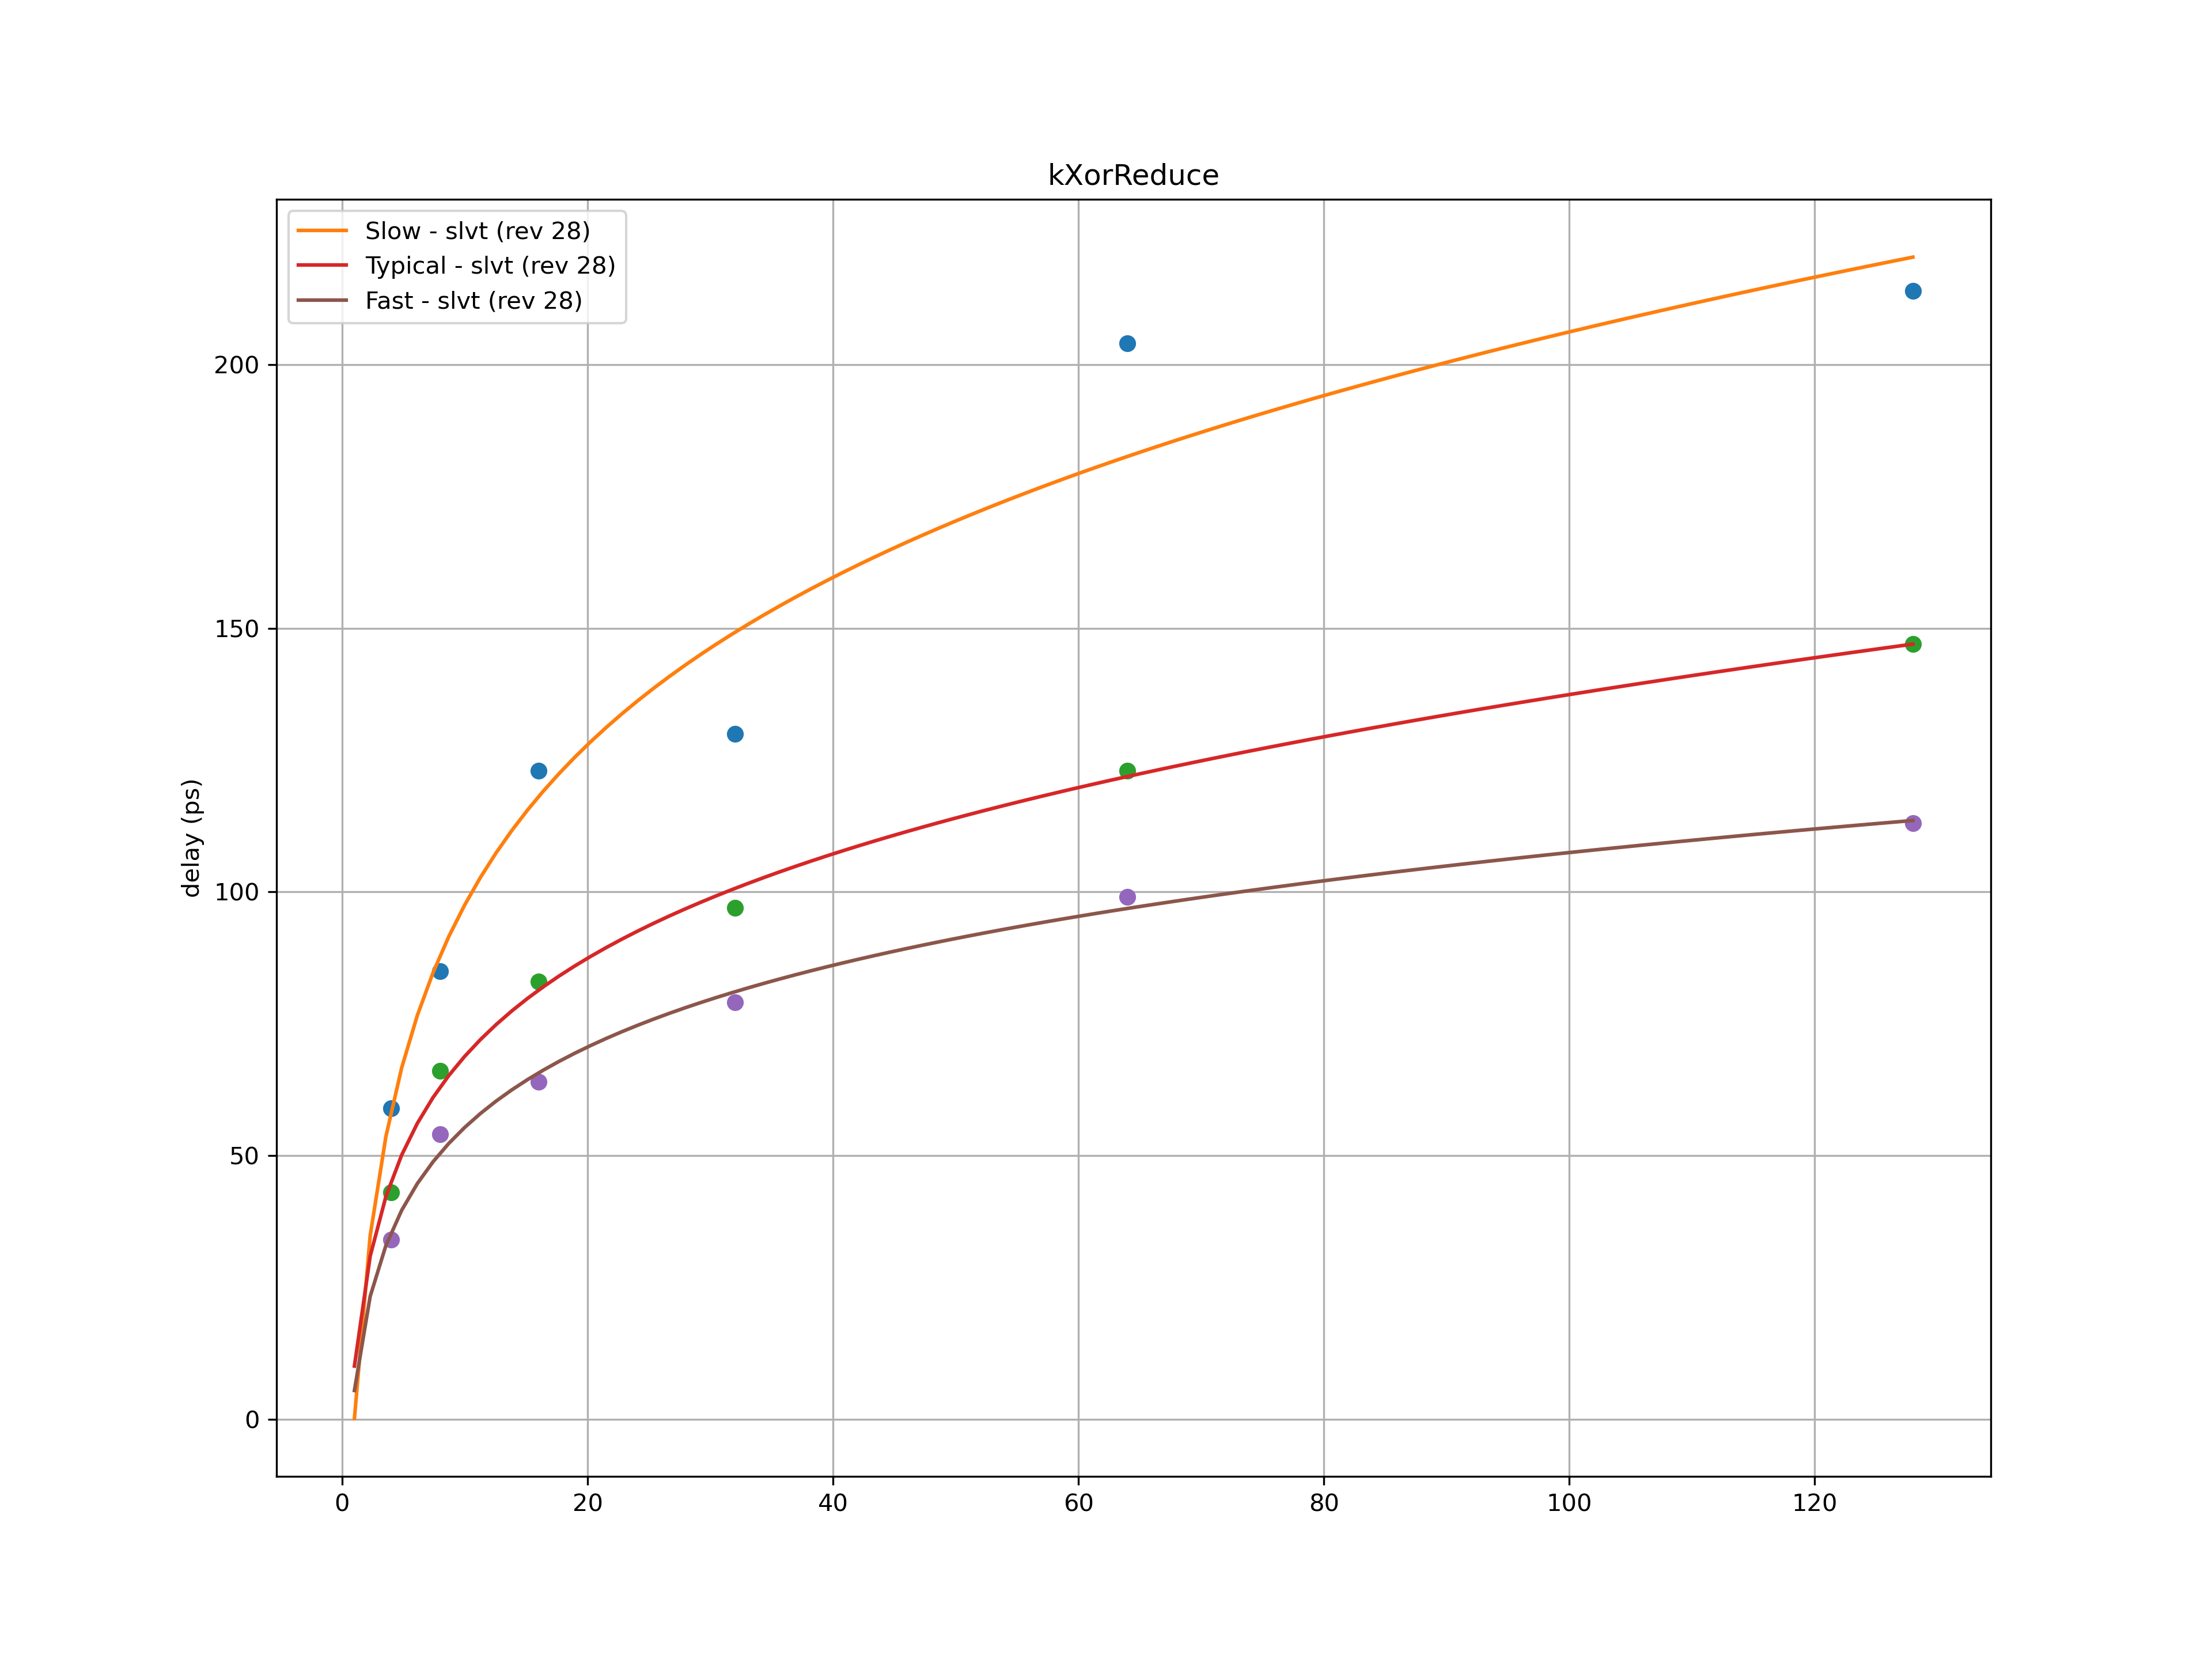 kXorReduce
Slow - slvt (rev 28)
Typical - slvt (rev 28)
Fast - slvt (rev 28)
delay (ps)
200
150
100
50
0
0 20 40 60 80 100 120